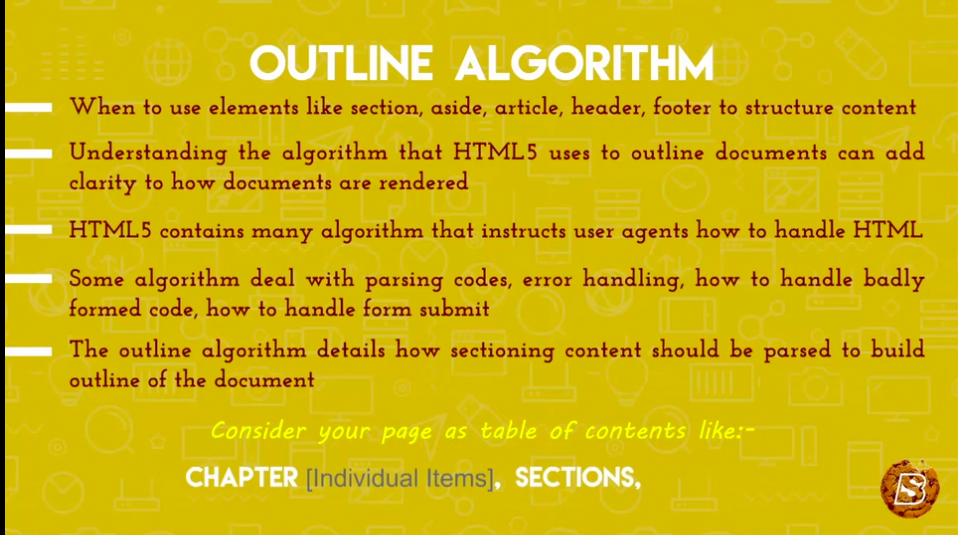 OUTLINE ALGORITHM
When to use elements like section, aside, article, header, footer to structure content
Understanding the algorithm that HTML5 uses to outline documents can add
clarity to how documents are rendered
HTML5 contains many algorithm that instructs user agents how to handle HTML
Some algorithm deal with parsing codes, error handling, how to handle badly
formed code, how to handle form submit
The outline algorithm details how sectioning content should be parsed to build
outline of the document
Consider your page as table of contents like:-
CHAPTER [Individual Items], SECTIONS,